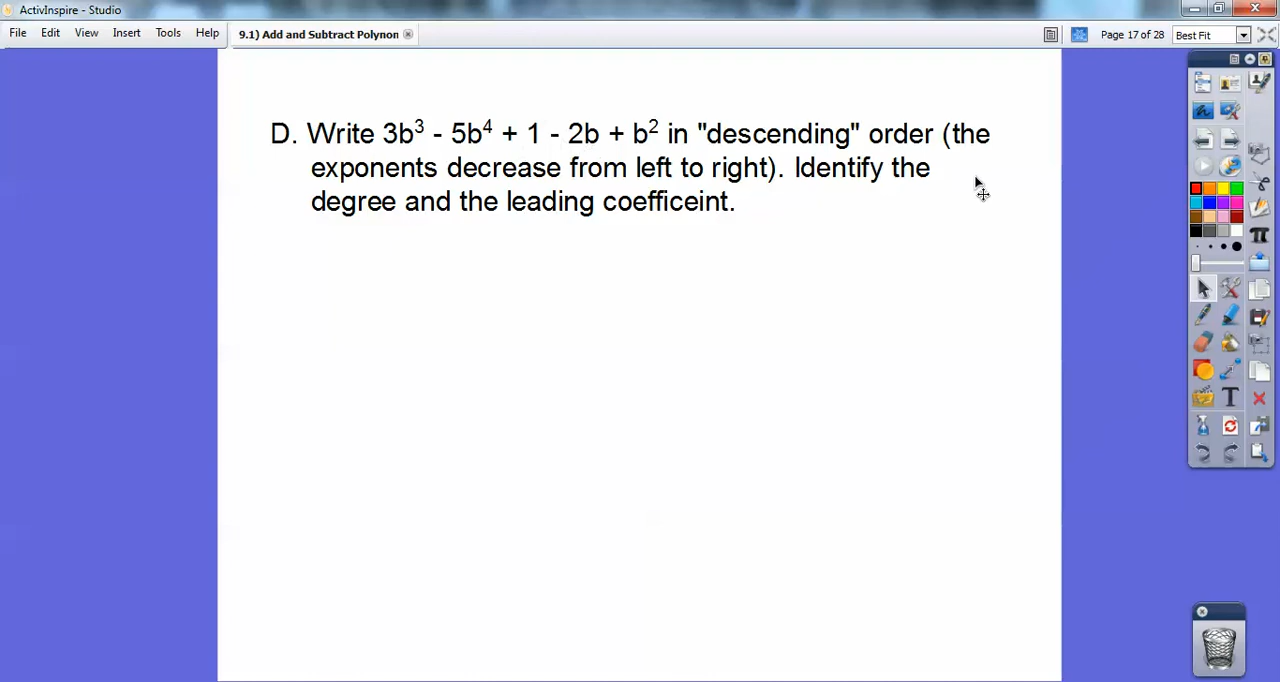 ActivInspire - Studio
File Edit View Insert Tools Help 9.1) Add and Subtract Polynon Page 17 of 28 Best Fit
D. Write 3b³ - 5b⁴ + 1 - 2b + b² in "descending" order (the
exponents decrease from left to right). Identify the
degree and the leading coefficeint.